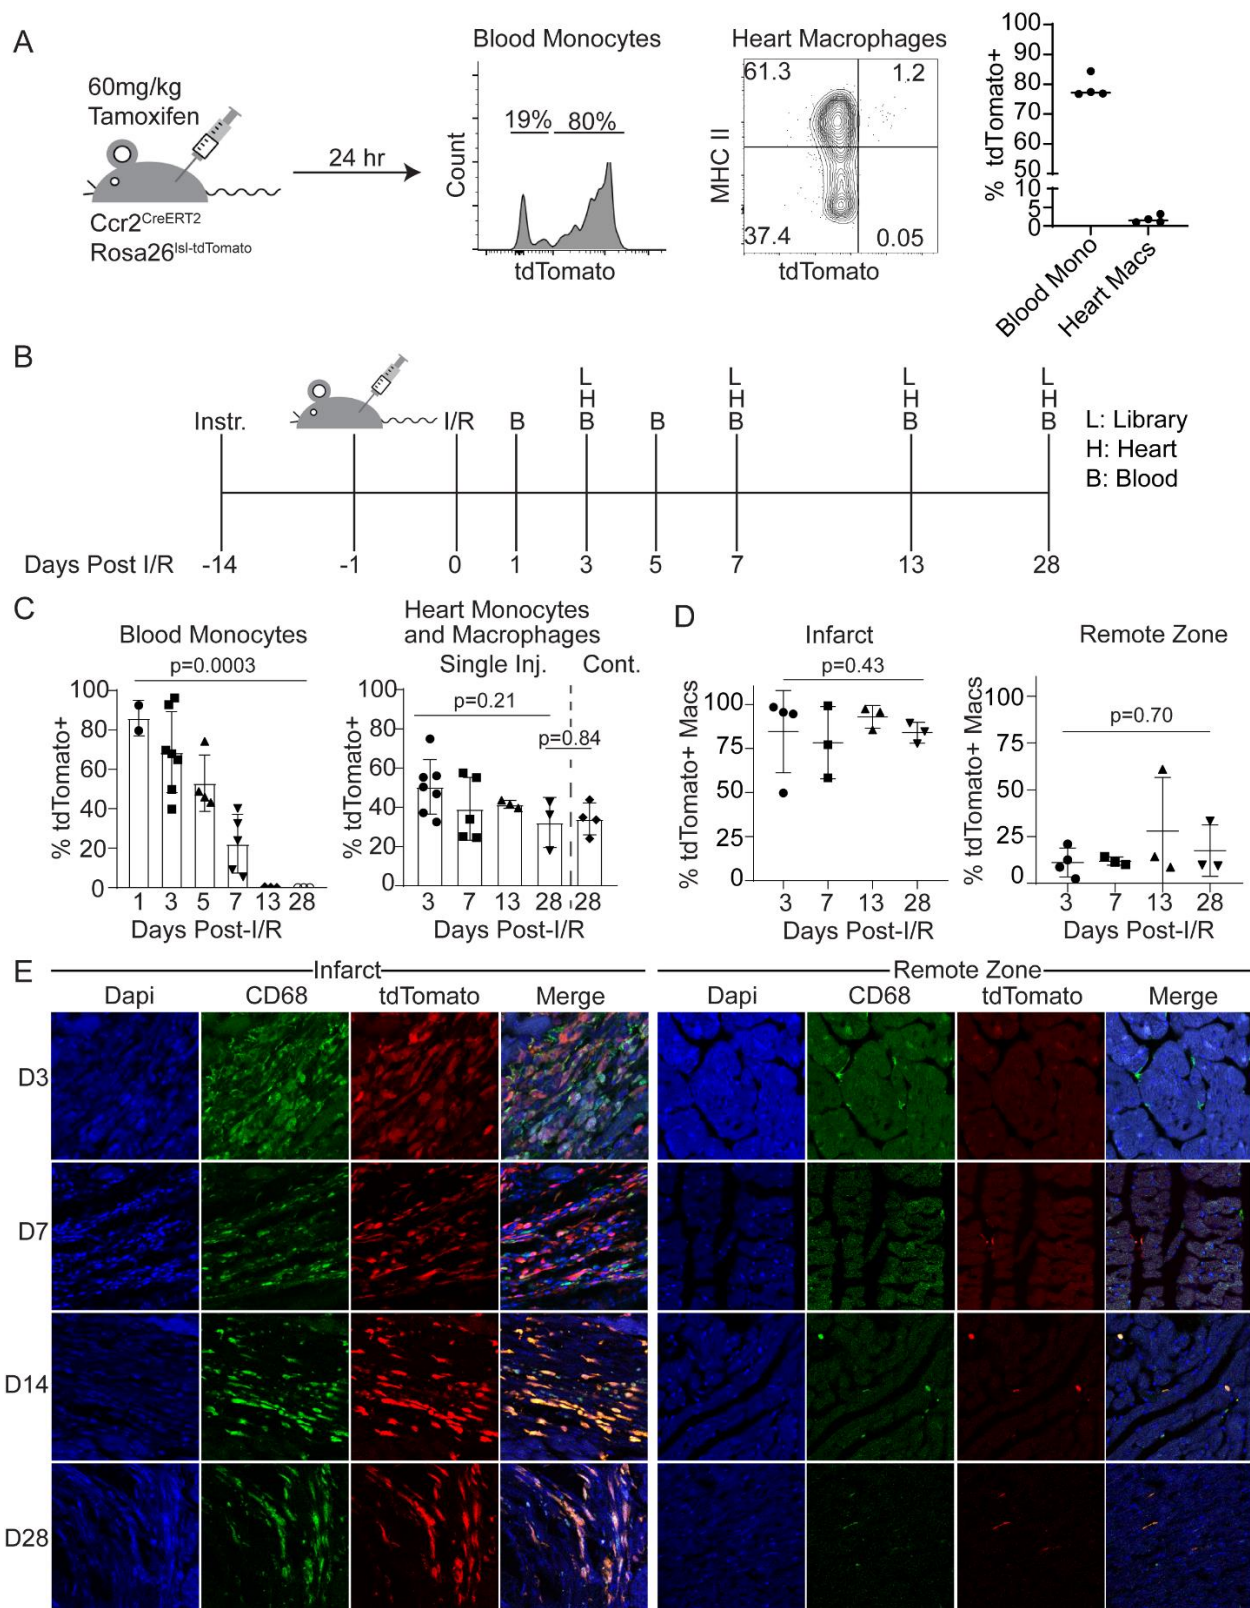 A
60mg/kg
Tamoxifen
24 hr
Ccr2CreERT2
Rosa26lsl-tdTomato
Blood Monocytes
19% 80%
Count
tdTomato
Heart Macrophages
61.3 1.2
37.4 0.05
MHC II
tdTomato
100
90
80
70
60
50
10
5
0
% tdTomato+
Blood Mono
Heart Macs
B
L L L L
H H H H
Instr. I/R B B B B B B
L: Library
H: Heart
B: Blood
Days Post I/R -14 -1 0 1 3 5 7 13 28
C
Blood Monocytes
p=0.0003
100
80
60
40
20
0
% tdTomato+
1 3 5 7 13 28
Days Post-I/R
Heart Monocytes
and Macrophages
Single Inj. Cont.
p=0.21
p=0.84
100
80
60
40
20
0
% tdTomato+
3 7 13 28 28
Days Post-I/R
D
Infarct
p=0.43
100
75
50
25
0
% tdTomato+ Macs
3 7 13 28
Days Post-I/R
Remote Zone
p=0.70
100
75
50
25
0
% tdTomato+ Macs
3 7 13 28
Days Post-I/R
E
Infarct Remote Zone
Dapi CD68 tdTomato Merge Dapi CD68 tdTomato Merge
D3
D7
D14
D28